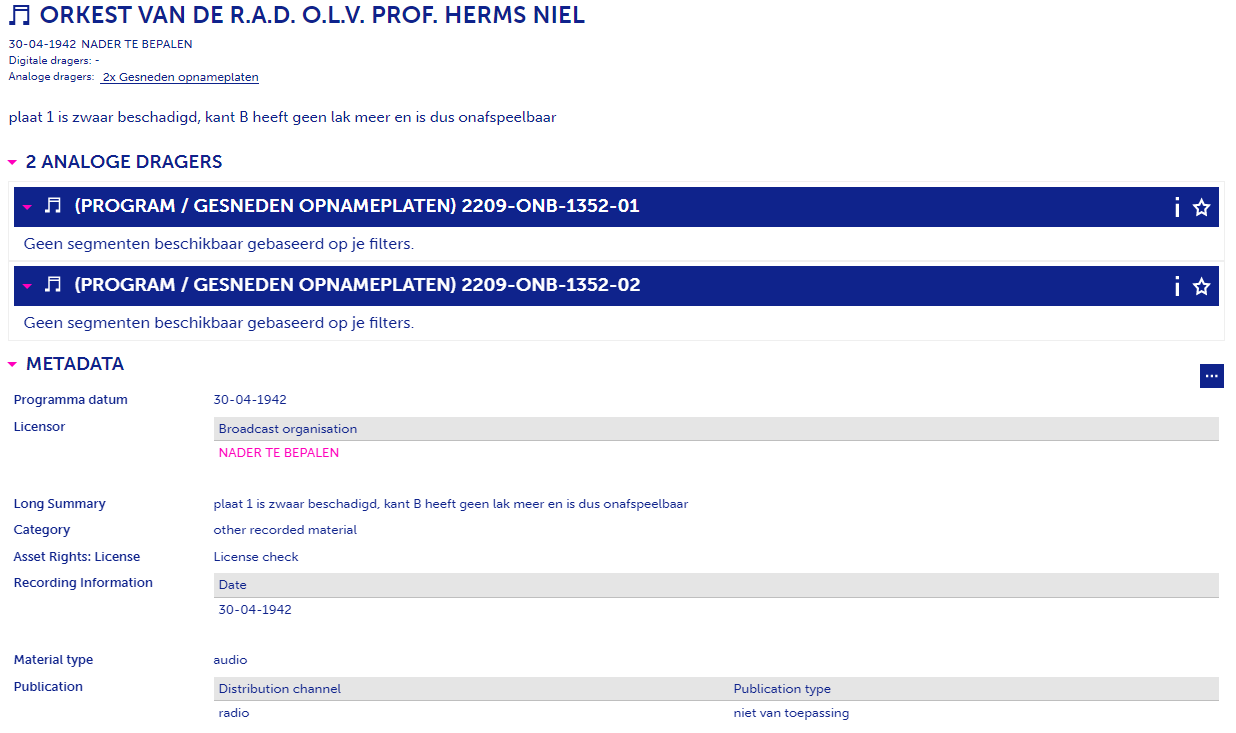 ORKEST VAN DE R.A.D. O.L.V. PROF. HERMS NIEL
30-04-1942 NADER TE BEPALEN
Digitale dragers: -
Analoge dragers: 2x Gesneden opnameplaten
plaat 1 is zwaar beschadigd, kant B heeft geen lak meer en is dus onafspeelbaar
2 ANALOGE DRAGERS
(PROGRAM / GESNEDEN OPNAMEPLATEN) 2209-ONB-1352-01
Geen segmenten beschikbaar gebaseerd op je filters.
(PROGRAM / GESNEDEN OPNAMEPLATEN) 2209-ONB-1352-02
Geen segmenten beschikbaar gebaseerd op je filters.
METADATA
Programma datum 30-04-1942
Licensor Broadcast organisation
NADER TE BEPALEN
Long Summary plaat 1 is zwaar beschadigd, kant B heeft geen lak meer en is dus onafspeelbaar
Category other recorded material
Asset Rights: License License check
Recording Information Date
30-04-1942
Material type audio
Publication Distribution channel Publication type
radio niet van toepassing